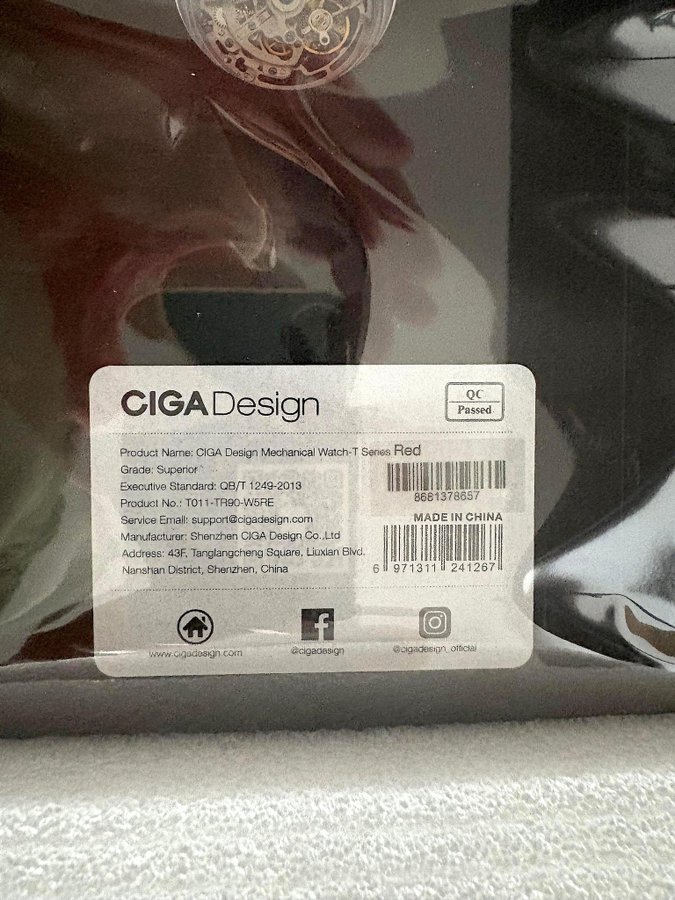 CIGA Design
QC
Passed
Product Name: CIGA Design Mechanical Watch-T Series Red
Grade: Superior
Executive Standard: QB/T 1249-2013
Product No.: T011-TR90-W5RE
Service Email: support@cigadesign.com
Manufacturer: Shenzhen CIGA Design Co.,Ltd
Address: 43F, Tanglangcheng Square, Liuxian Blvd.
Nanshan District, Shenzhen, China
8681378657
MADE IN CHINA
6 971311 241267
www.cigadesign.com
@cigadesign
@cigadesign_official